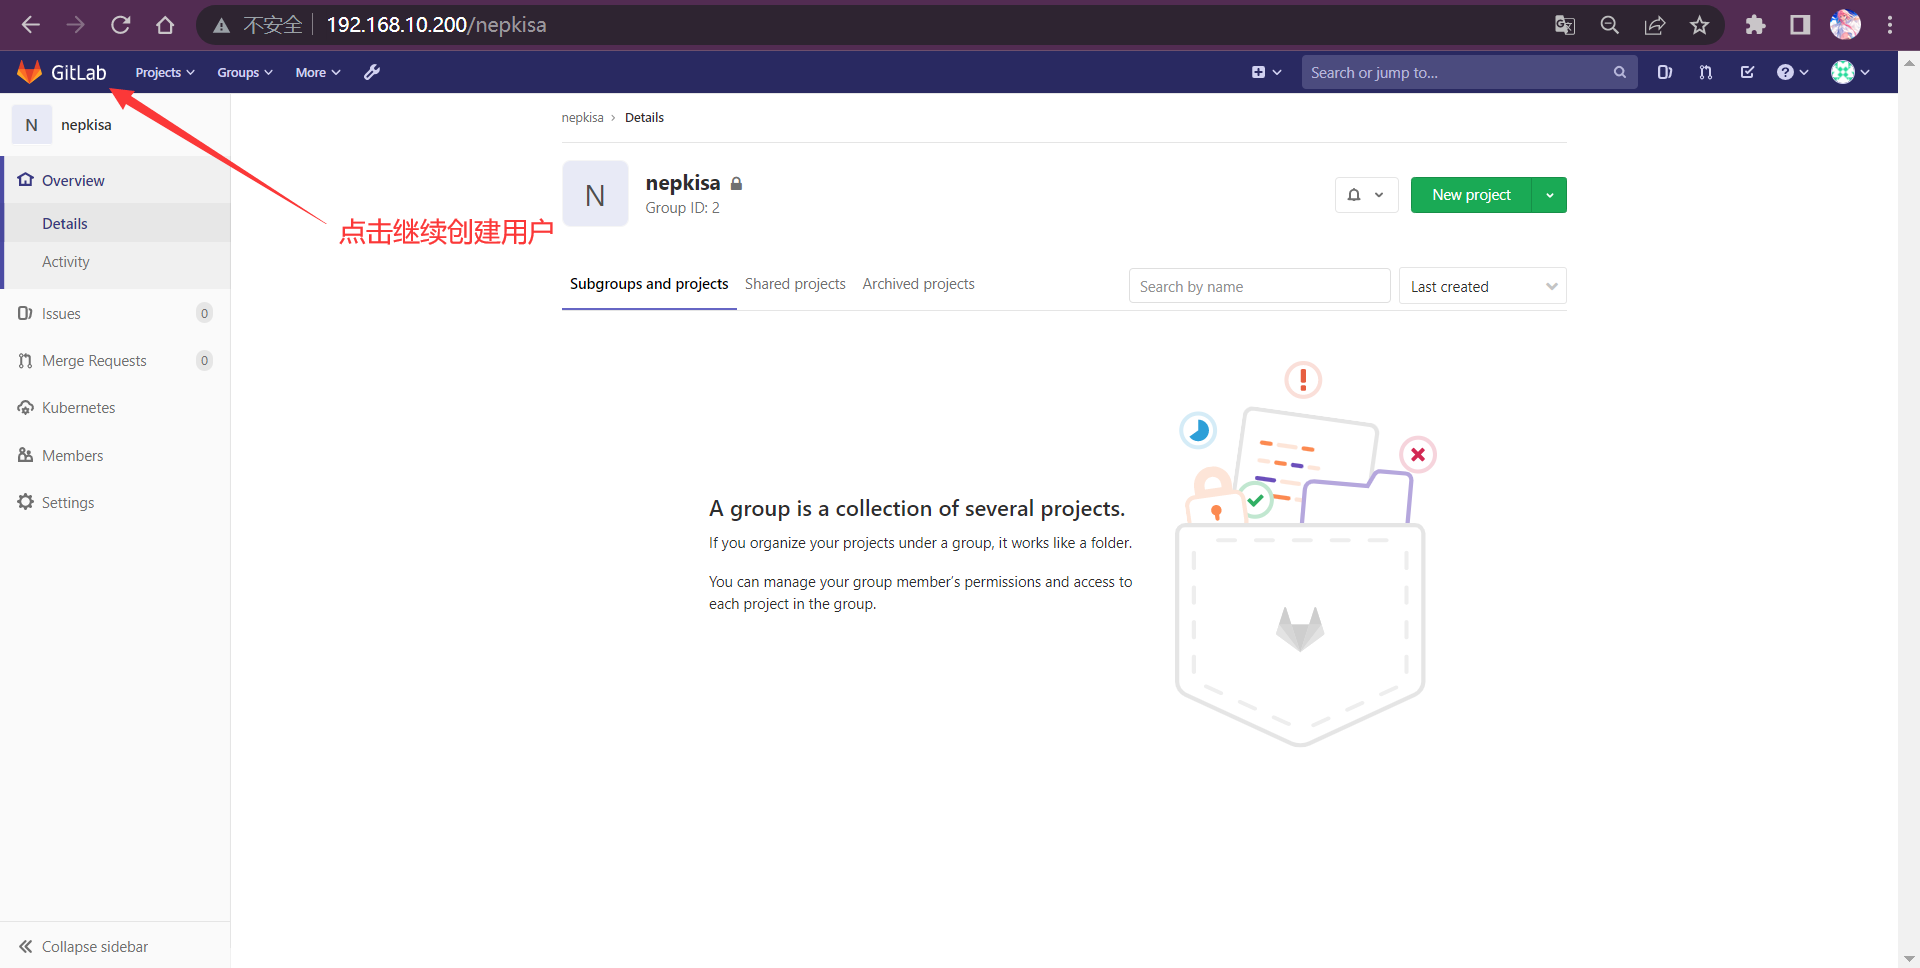 不安全 192.168.10.200/nepkisa
GitLab Projects Groups More Search or jump to...
N nepkisa
Overview
Details
Activity
Issues 0
Merge Requests 0
Kubernetes
Members
Settings
Collapse sidebar
点击继续创建用户
nepkisa › Details
N
nepkisa
Group ID: 2
New project
Subgroups and projects Shared projects Archived projects Search by name Last created
A group is a collection of several projects.
If you organize your projects under a group, it works like a folder.
You can manage your group member’s permissions and access to
each project in the group.